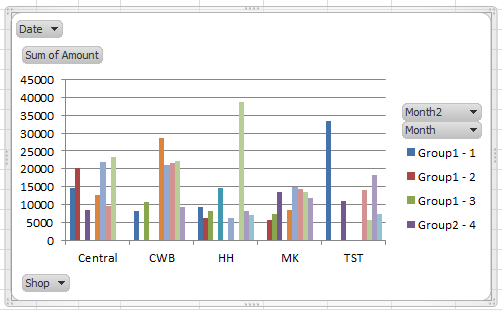 Date
Sum of Amount
45000
40000
35000
30000
25000
20000
15000
10000
5000
0
Central CWB HH MK TST
Month2
Month
Group1 - 1
Group1 - 2
Group1 - 3
Group2 - 4
Shop